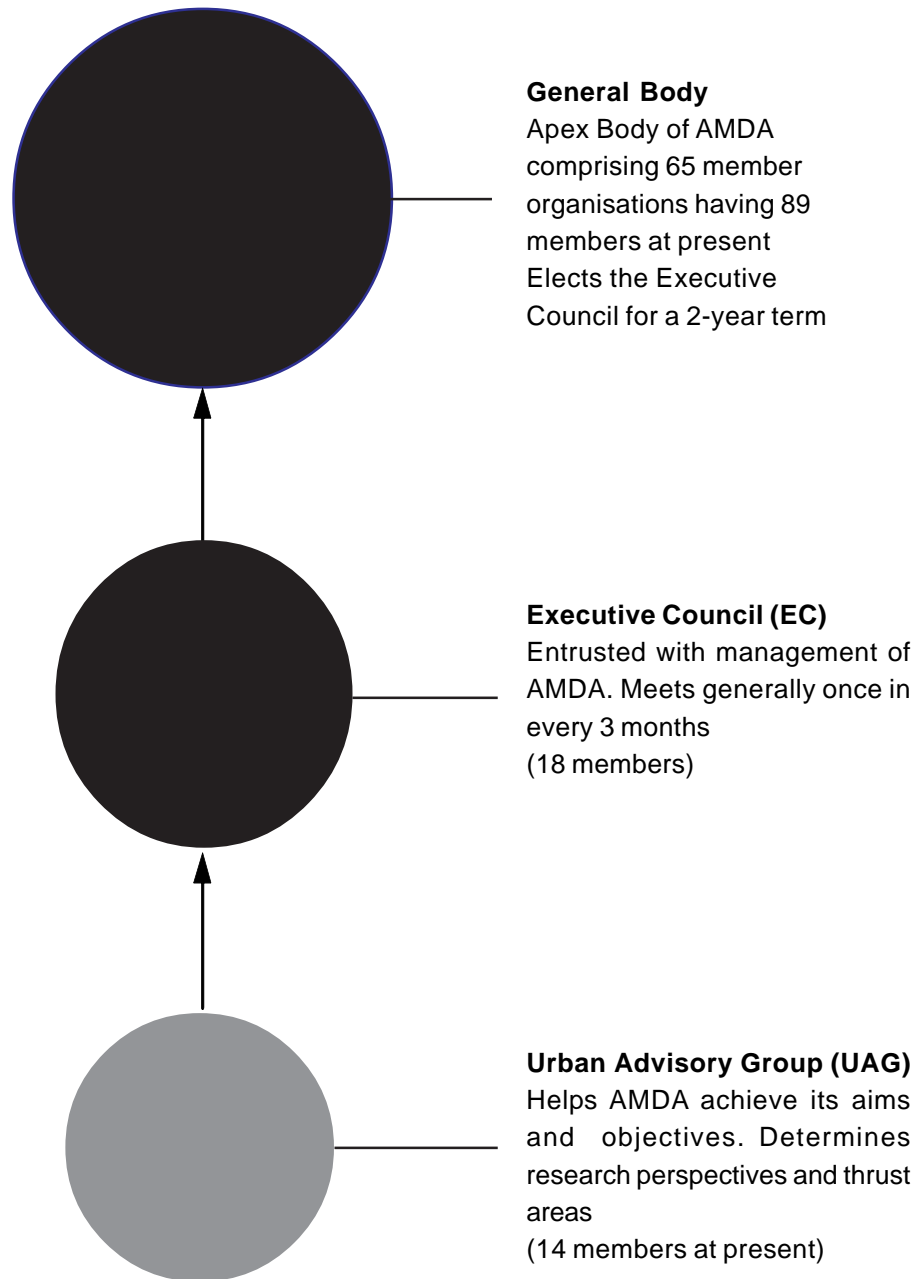 General Body
Apex Body of AMDA
comprising 65 member
organisations having 89
members at present
Elects the Executive
Council for a 2-year term
Executive Council (EC)
Entrusted with management of
AMDA. Meets generally once in
every 3 months
(18 members)
Urban Advisory Group (UAG)
Helps AMDA achieve its aims
and objectives. Determines
research perspectives and thrust
areas
(14 members at present)